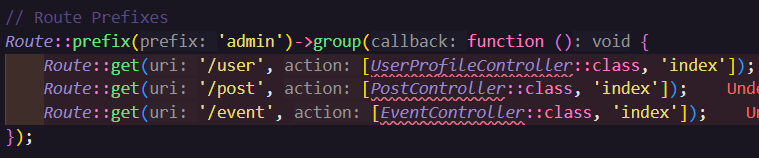 // Route Prefixes
Route::prefix(prefix: 'admin')->group(callback: function (): void {
    Route::get(uri: '/user', action: [UserProfileController::class, 'index']);
    Route::get(uri: '/post', action: [PostController::class, 'index']);    Unde
    Route::get(uri: '/event', action: [EventController::class, 'index']);    Un
});